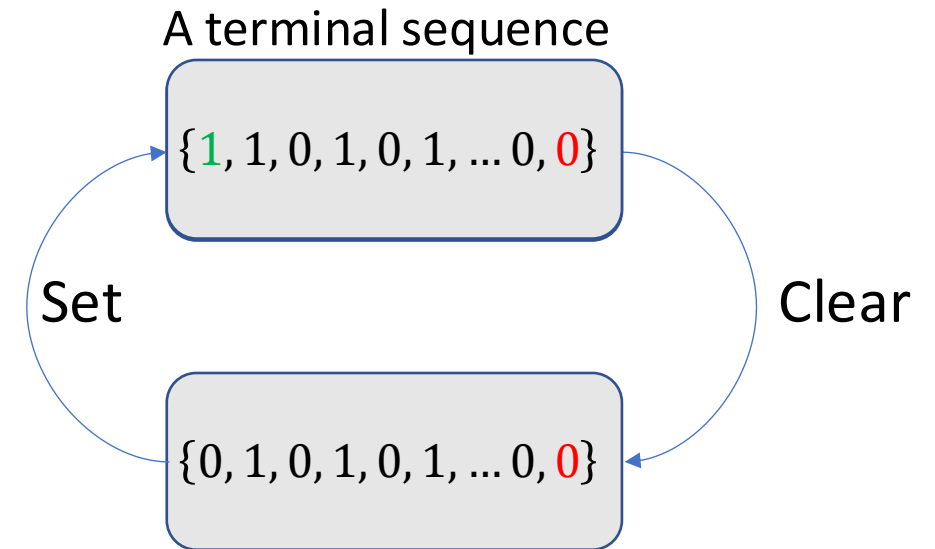 A terminal sequence
{1, 1, 0, 1, 0, 1, ... 0, 0}
Set
Clear
{0, 1, 0, 1, 0, 1, ... 0, 0}